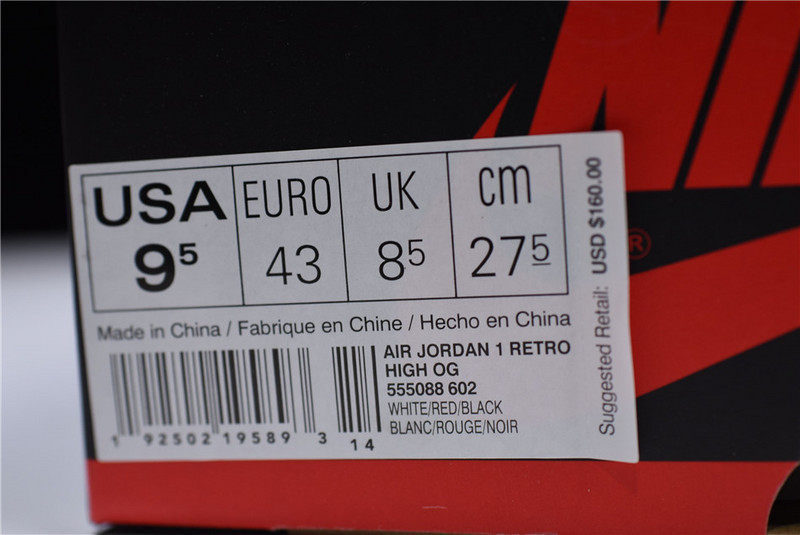 USA EURO UK cm
9⁵ 43 8⁵ 27⁵
Made in China / Fabrique en Chine / Hecho en China
AIR JORDAN 1 RETRO
HIGH OG
555088 602
WHITE/RED/BLACK
BLANC/ROUGE/NOIR
1 92502 19589 3 14
Suggested Retail: USD $160.00
®